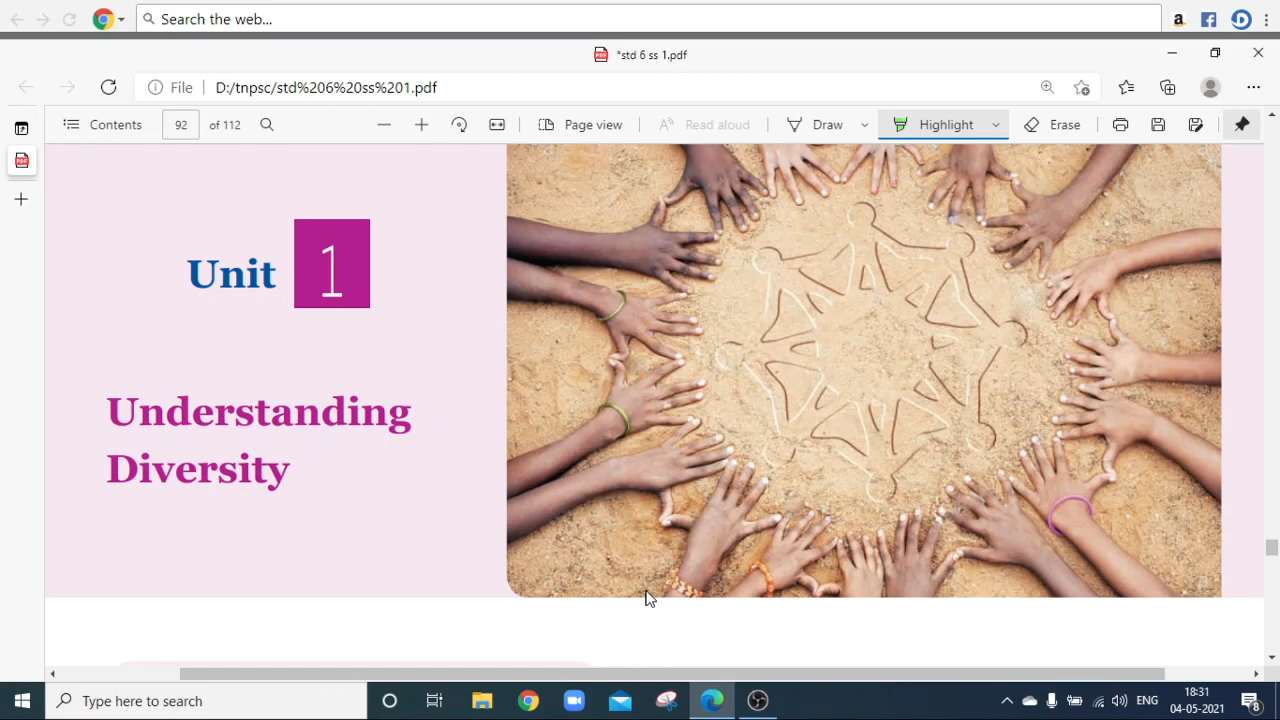 Search the web...
a
*std 6 ss 1.pdf
File D:/tnpsc/std%206%20ss%201.pdf
Contents 92 of 112 Page view Read aloud Draw Highlight Erase
Unit 1
Understanding
Diversity
Type here to search
ENG
18:31
04-05-2021
8